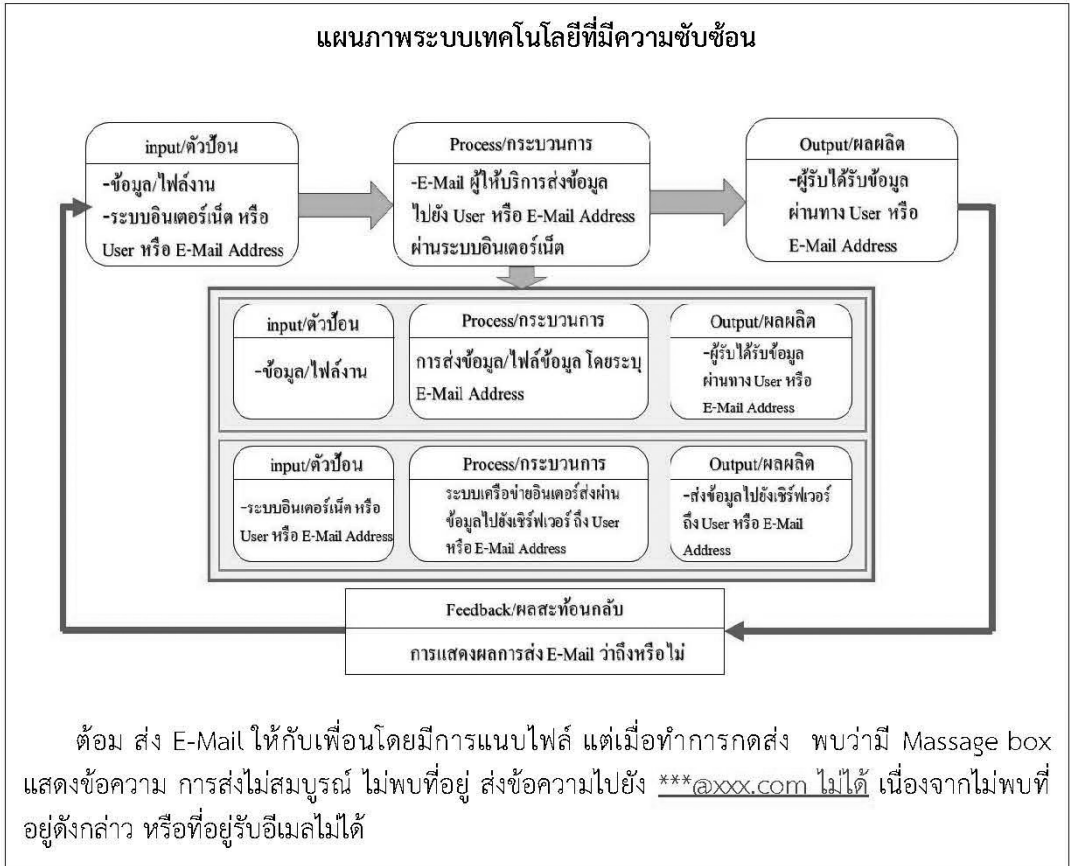 แผนภาพระบบเทคโนโลยีที่มีความซับซ้อน
input/ตัวป้อน
-ข้อมูล/ไฟล์งาน
-ระบบอินเตอร์เน็ต หรือ
User หรือ E-Mail Address
Process/กระบวนการ
-E-Mail ผู้ให้บริการส่งข้อมูล
ไปยัง User หรือ E-Mail Address
ผ่านระบบอินเตอร์เน็ต
Output/ผลผลิต
-ผู้รับได้รับข้อมูล
ผ่านทาง User หรือ
E-Mail Address
input/ตัวป้อน
-ข้อมูล/ไฟล์งาน
Process/กระบวนการ
การส่งข้อมูล/ไฟล์ข้อมูล โดยระบุ
E-Mail Address
Output/ผลผลิต
-ผู้รับได้รับข้อมูล
ผ่านทาง User หรือ
E-Mail Address
input/ตัวป้อน
-ระบบอินเตอร์เน็ต หรือ
User หรือ E-Mail Address
Process/กระบวนการ
ระบบเครือข่ายอินเตอร์ส่งผ่าน
ข้อมูลไปยังเซิร์ฟเวอร์ ถึง User
หรือ E-Mail Address
Output/ผลผลิต
-ส่งข้อมูลไปยังเซิร์ฟเวอร์
ถึง User หรือ E-Mail
Address
Feedback/ผลสะท้อนกลับ
การแสดงผลการส่ง E-Mail ว่าถึงหรือไม่
ต้อม ส่ง E-Mail ให้กับเพื่อนโดยมีการแนบไฟล์ แต่เมื่อทำการกดส่ง พบว่ามี Massage box
แสดงข้อความ การส่งไม่สมบูรณ์ ไม่พบที่อยู่ ส่งข้อความไปยัง ***@xxx.com ไม่ได้ เนื่องจากไม่พบที่
อยู่ดังกล่าว หรือที่อยู่รับอีเมลไม่ได้